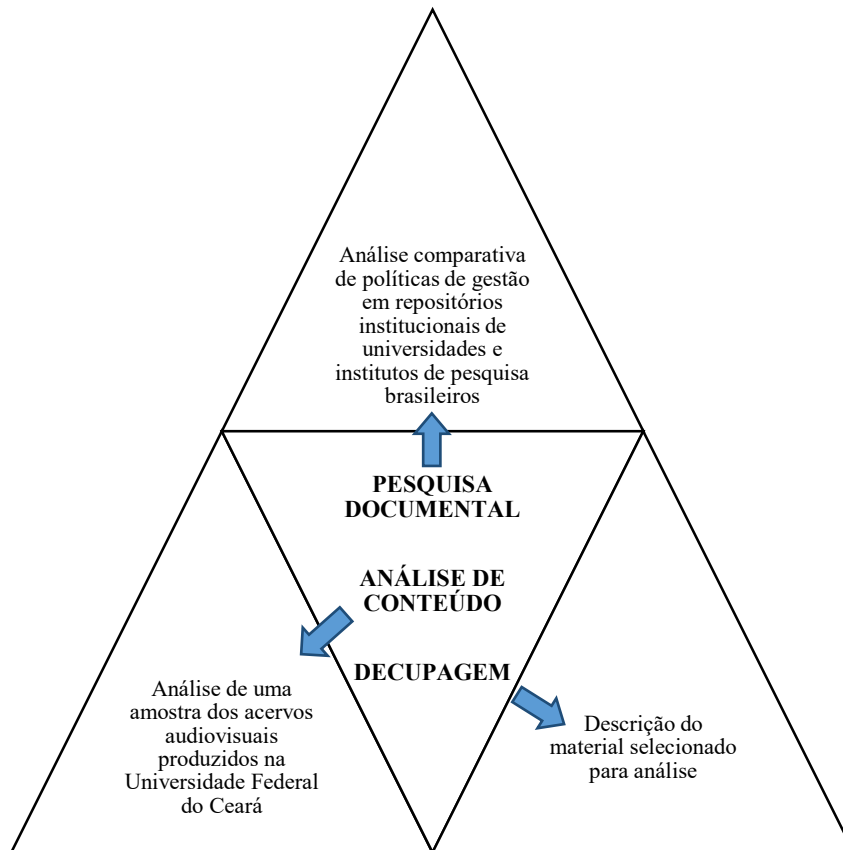 Análise comparativa
de políticas de gestão
em repositórios
institucionais de
universidades e
institutos de pesquisa
brasileiros
PESQUISA
DOCUMENTAL
ANÁLISE DE
CONTEÚDO
DECUPAGEM
Análise de uma
amostra dos acervos
audiovisuais
produzidos na
Universidade Federal
do Ceará
Descrição do
material selecionado
para análise